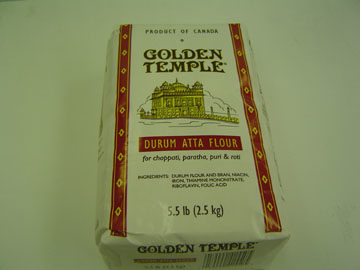 PRODUCT OF CANADA
GOLDEN
TEMPLE
DURUM ATTA FLOUR
for chappati, paratha, puri & roti
INGREDIENTS: DURUM FLOUR AND BRAN, NIACIN,
IRON, THIAMINE MONONITRATE,
RIBOFLAVIN, FOLIC ACID
5.5 lb (2.5 kg)
GOLDEN TEMPLE